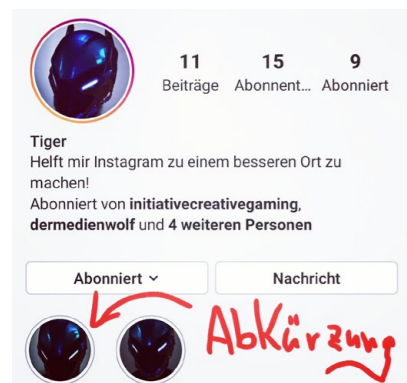 11 15 9
Beiträge Abonnent... Abonniert
Tiger
Helft mir Instagram zu einem besseren Ort zu
machen!
Abonniert von initiativecreativegaming,
dermedienwolf und 4 weiteren Personen
Abonniert Nachricht
Abkürzung